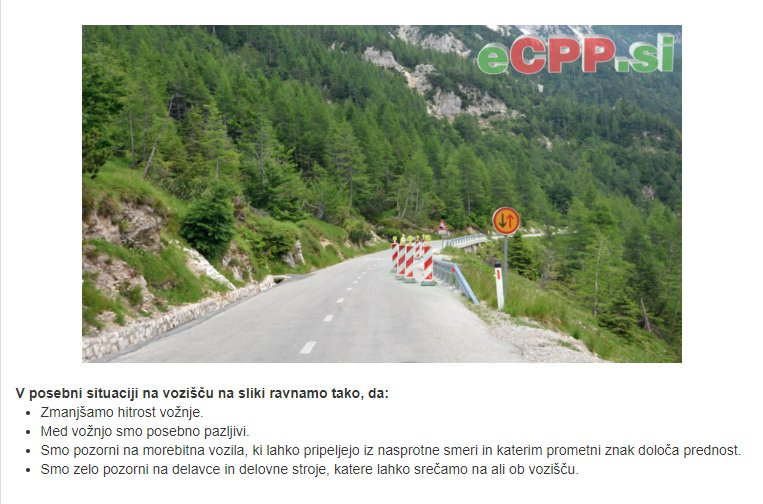 eCPP.si
V posebni situaciji na vozišču na sliki ravnamo tako, da:
Zmanjšamo hitrost vožnje.
Med vožnjo smo posebno pazljivi.
Smo pozorni na morebitna vozila, ki lahko pripeljejo iz nasprotne smeri in katerim prometni znak določa prednost.
Smo zelo pozorni na delavce in delovne stroje, katere lahko srečamo na ali ob vozišču.